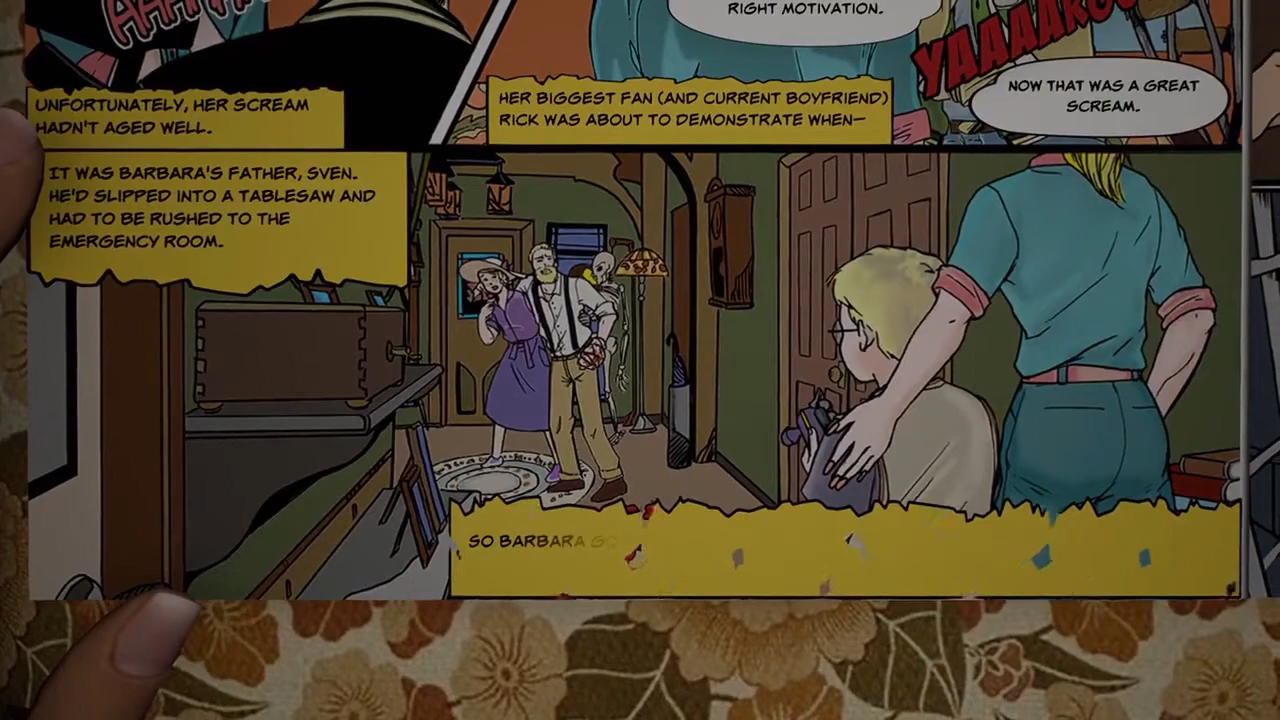 RIGHT MOTIVATION.
YAAAARGG
NOW THAT WAS A GREAT
SCREAM.
UNFORTUNATELY, HER SCREAM
HADN'T AGED WELL.
HER BIGGEST FAN (AND CURRENT BOYFRIEND)
RICK WAS ABOUT TO DEMONSTRATE WHEN—
IT WAS BARBARA'S FATHER, SVEN.
HE'D SLIPPED INTO A TABLESAW AND
HAD TO BE RUSHED TO THE
EMERGENCY ROOM.
SO BARBARA